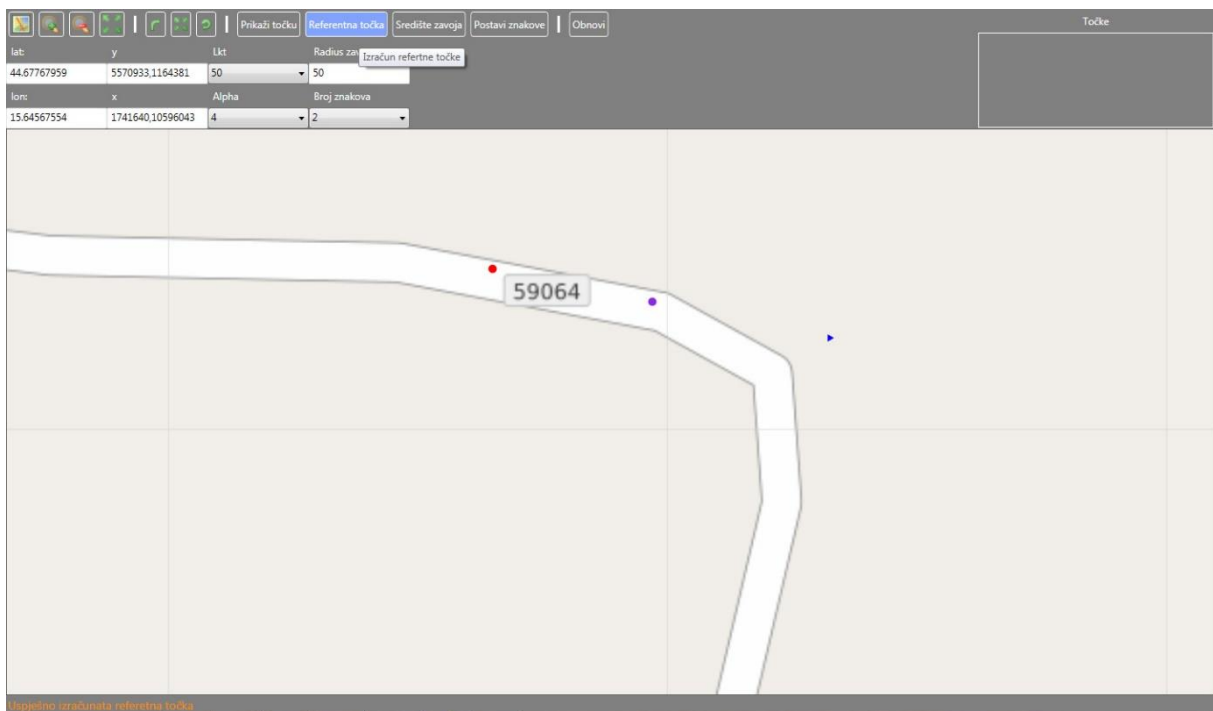 Prikaži točku Referentna točka Središte zavoja Postavi znakove Obnovi Točke
lat: y Lkt Radius zav
Izračun refertne točke
44.67767959 5570933,1164381 50 50
lon: x Alpha Broj znakova
15.64567554 1741640,10596043 4 2
59064
Uspješno izračunata referetna točka